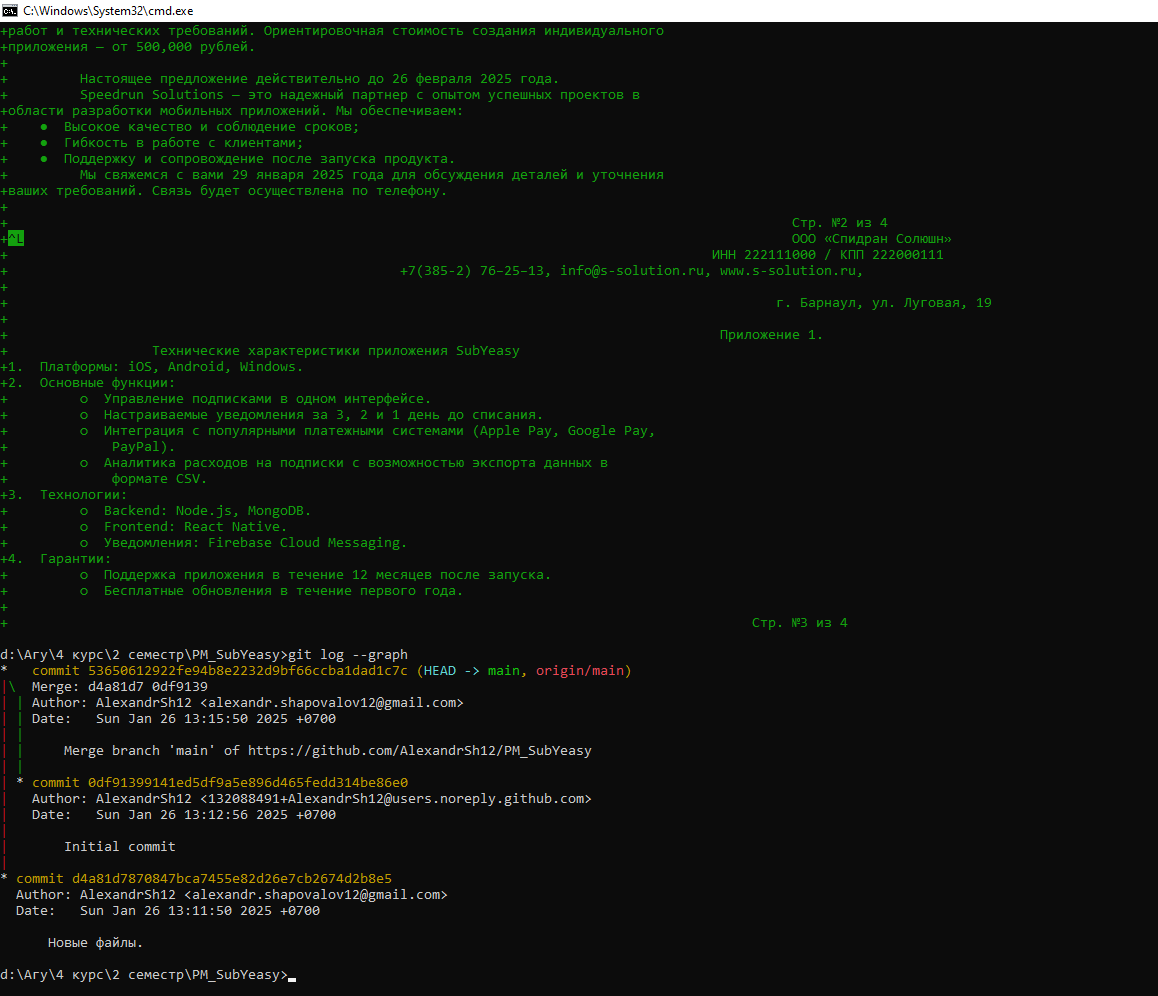 C:\Windows\System32\cmd.exe
+работ и технических требований. Ориентировочная стоимость создания индивидуального
+приложения — от 500,000 рублей.
+
+ Настоящее предложение действительно до 26 февраля 2025 года.
+ Speedrun Solutions — это надежный партнер с опытом успешных проектов в
+области разработки мобильных приложений. Мы обеспечиваем:
+ ● Высокое качество и соблюдение сроков;
+ ● Гибкость в работе с клиентами;
+ ● Поддержку и сопровождение после запуска продукта.
+ Мы свяжемся с вами 29 января 2025 года для обсуждения деталей и уточнения
+ваших требований. Связь будет осуществлена по телефону.
+
+ Стр. №2 из 4
+^L ООО «Спидран Солюшн»
+ ИНН 222111000 / КПП 222000111
+ +7(385-2) 76-25-13, info@s-solution.ru, www.s-solution.ru,
+
+ г. Барнаул, ул. Луговая, 19
+
+ Приложение 1.
+ Технические характеристики приложения SubYeasy
+1. Платформы: iOS, Android, Windows.
+2. Основные функции:
+ o Управление подписками в одном интерфейсе.
+ o Настраиваемые уведомления за 3, 2 и 1 день до списания.
+ o Интеграция с популярными платежными системами (Apple Pay, Google Pay,
+ PayPal).
+ o Аналитика расходов на подписки с возможностью экспорта данных в
+ формате CSV.
+3. Технологии:
+ o Backend: Node.js, MongoDB.
+ o Frontend: React Native.
+ o Уведомления: Firebase Cloud Messaging.
+4. Гарантии:
+ o Поддержка приложения в течение 12 месяцев после запуска.
+ o Бесплатные обновления в течение первого года.
+
+ Стр. №3 из 4
d:\Агу\4 курс\2 семестр\PM_SubYeasy>git log --graph
* commit 53650612922fe94b8e2232d9bf66ccba1dad1c7c (HEAD -> main, origin/main)
|\ Merge: d4a81d7 0df9139
| | Author: AlexandrSh12 <alexandr.shapovalov12@gmail.com>
| | Date: Sun Jan 26 13:15:50 2025 +0700
| |
| | Merge branch 'main' of https://github.com/AlexandrSh12/PM_SubYeasy
| |
| * commit 0df91399141ed5df9a5e896d465fedd314be86e0
| Author: AlexandrSh12 <132088491+AlexandrSh12@users.noreply.github.com>
| Date: Sun Jan 26 13:12:56 2025 +0700
|
| Initial commit
|
* commit d4a81d7870847bca7455e82d26e7cb2674d2b8e5
Author: AlexandrSh12 <alexandr.shapovalov12@gmail.com>
Date: Sun Jan 26 13:11:50 2025 +0700
Новые файлы.
d:\Агу\4 курс\2 семестр\PM_SubYeasy>